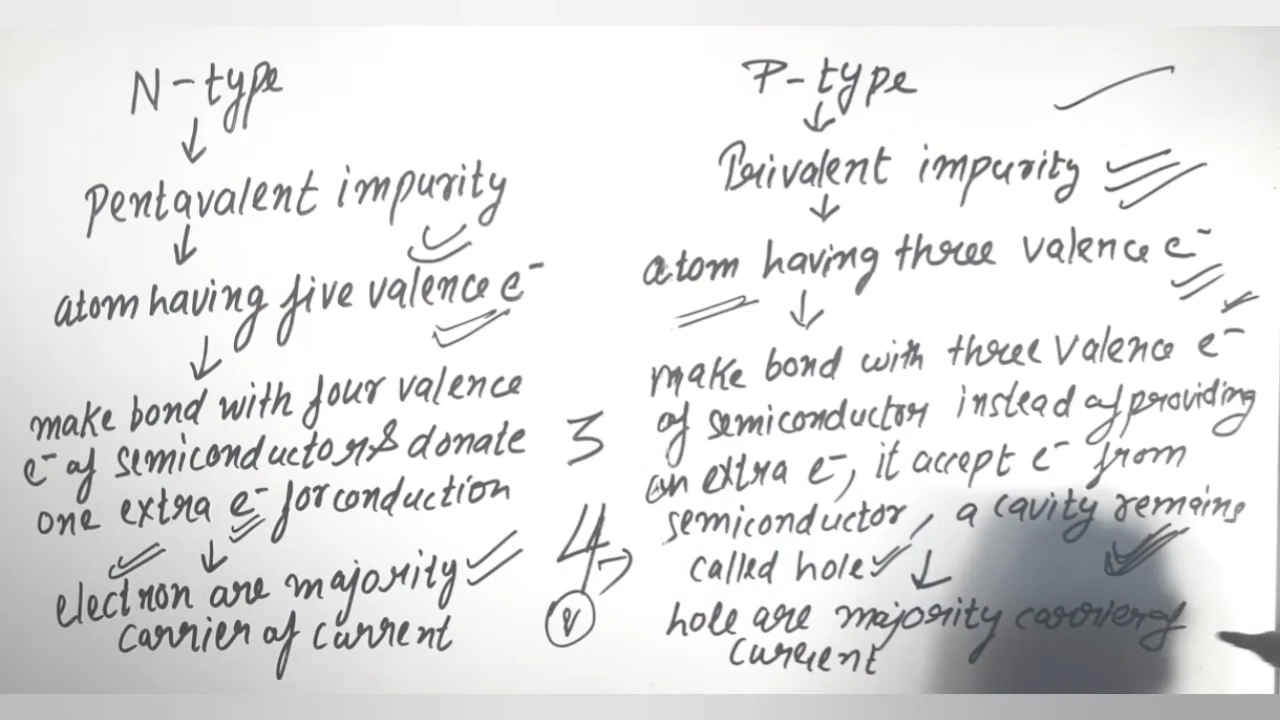 N-type
Pentavalent impurity
atom having five valence e⁻
make bond with four valence
e⁻ of semiconductor & donate
one extra e⁻ for conduction
electron are majority
carrier of current
3
4
P-type
Trivalent impurity
atom having three valence e⁻
make bond with three valence e⁻
of semiconductor instead of providing
an extra e⁻, it accept e⁻ from
semiconductor, a cavity remains
called hole
hole are majority carrier of
current